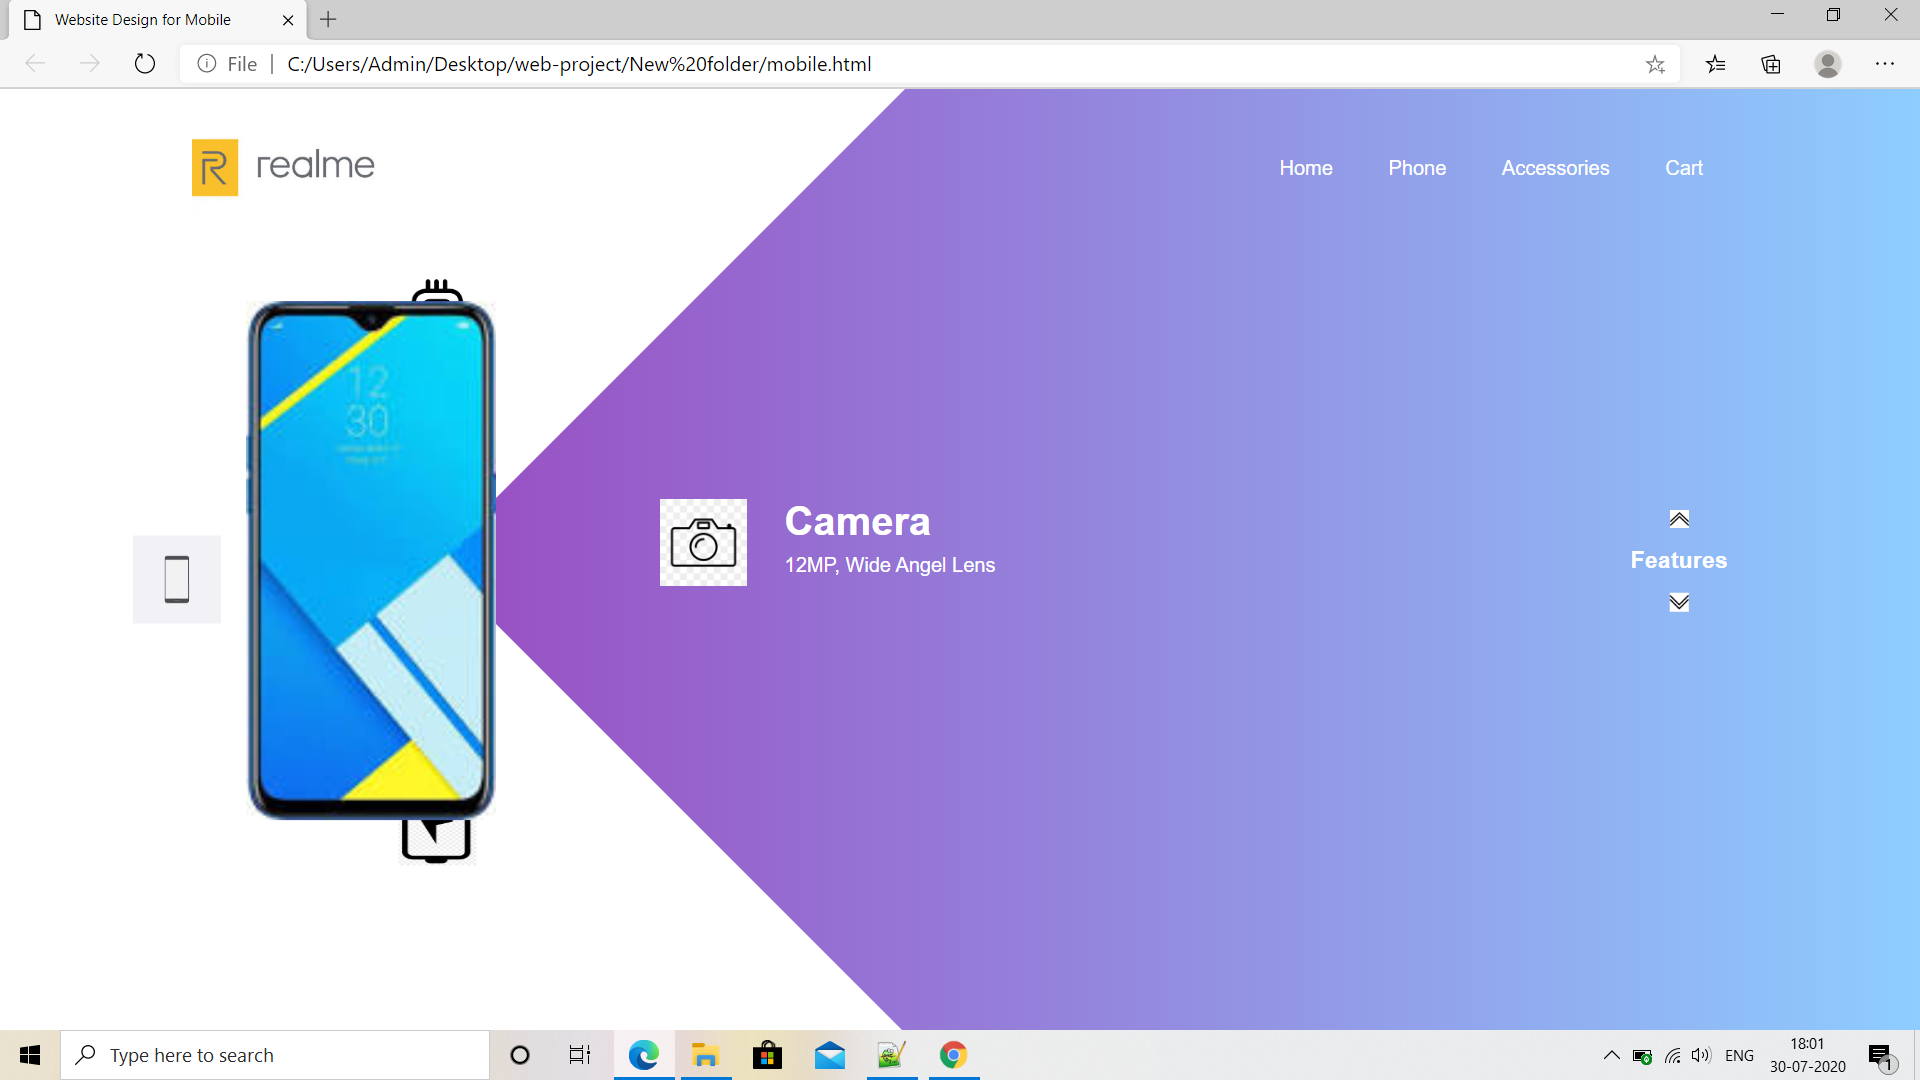 Website Design for Mobile
File | C:/Users/Admin/Desktop/web-project/New%20folder/mobile.html
R realme
Home Phone Accessories Cart
12
30
Camera
12MP, Wide Angel Lens
Features
Type here to search
ENG
18:01
30-07-2020
1